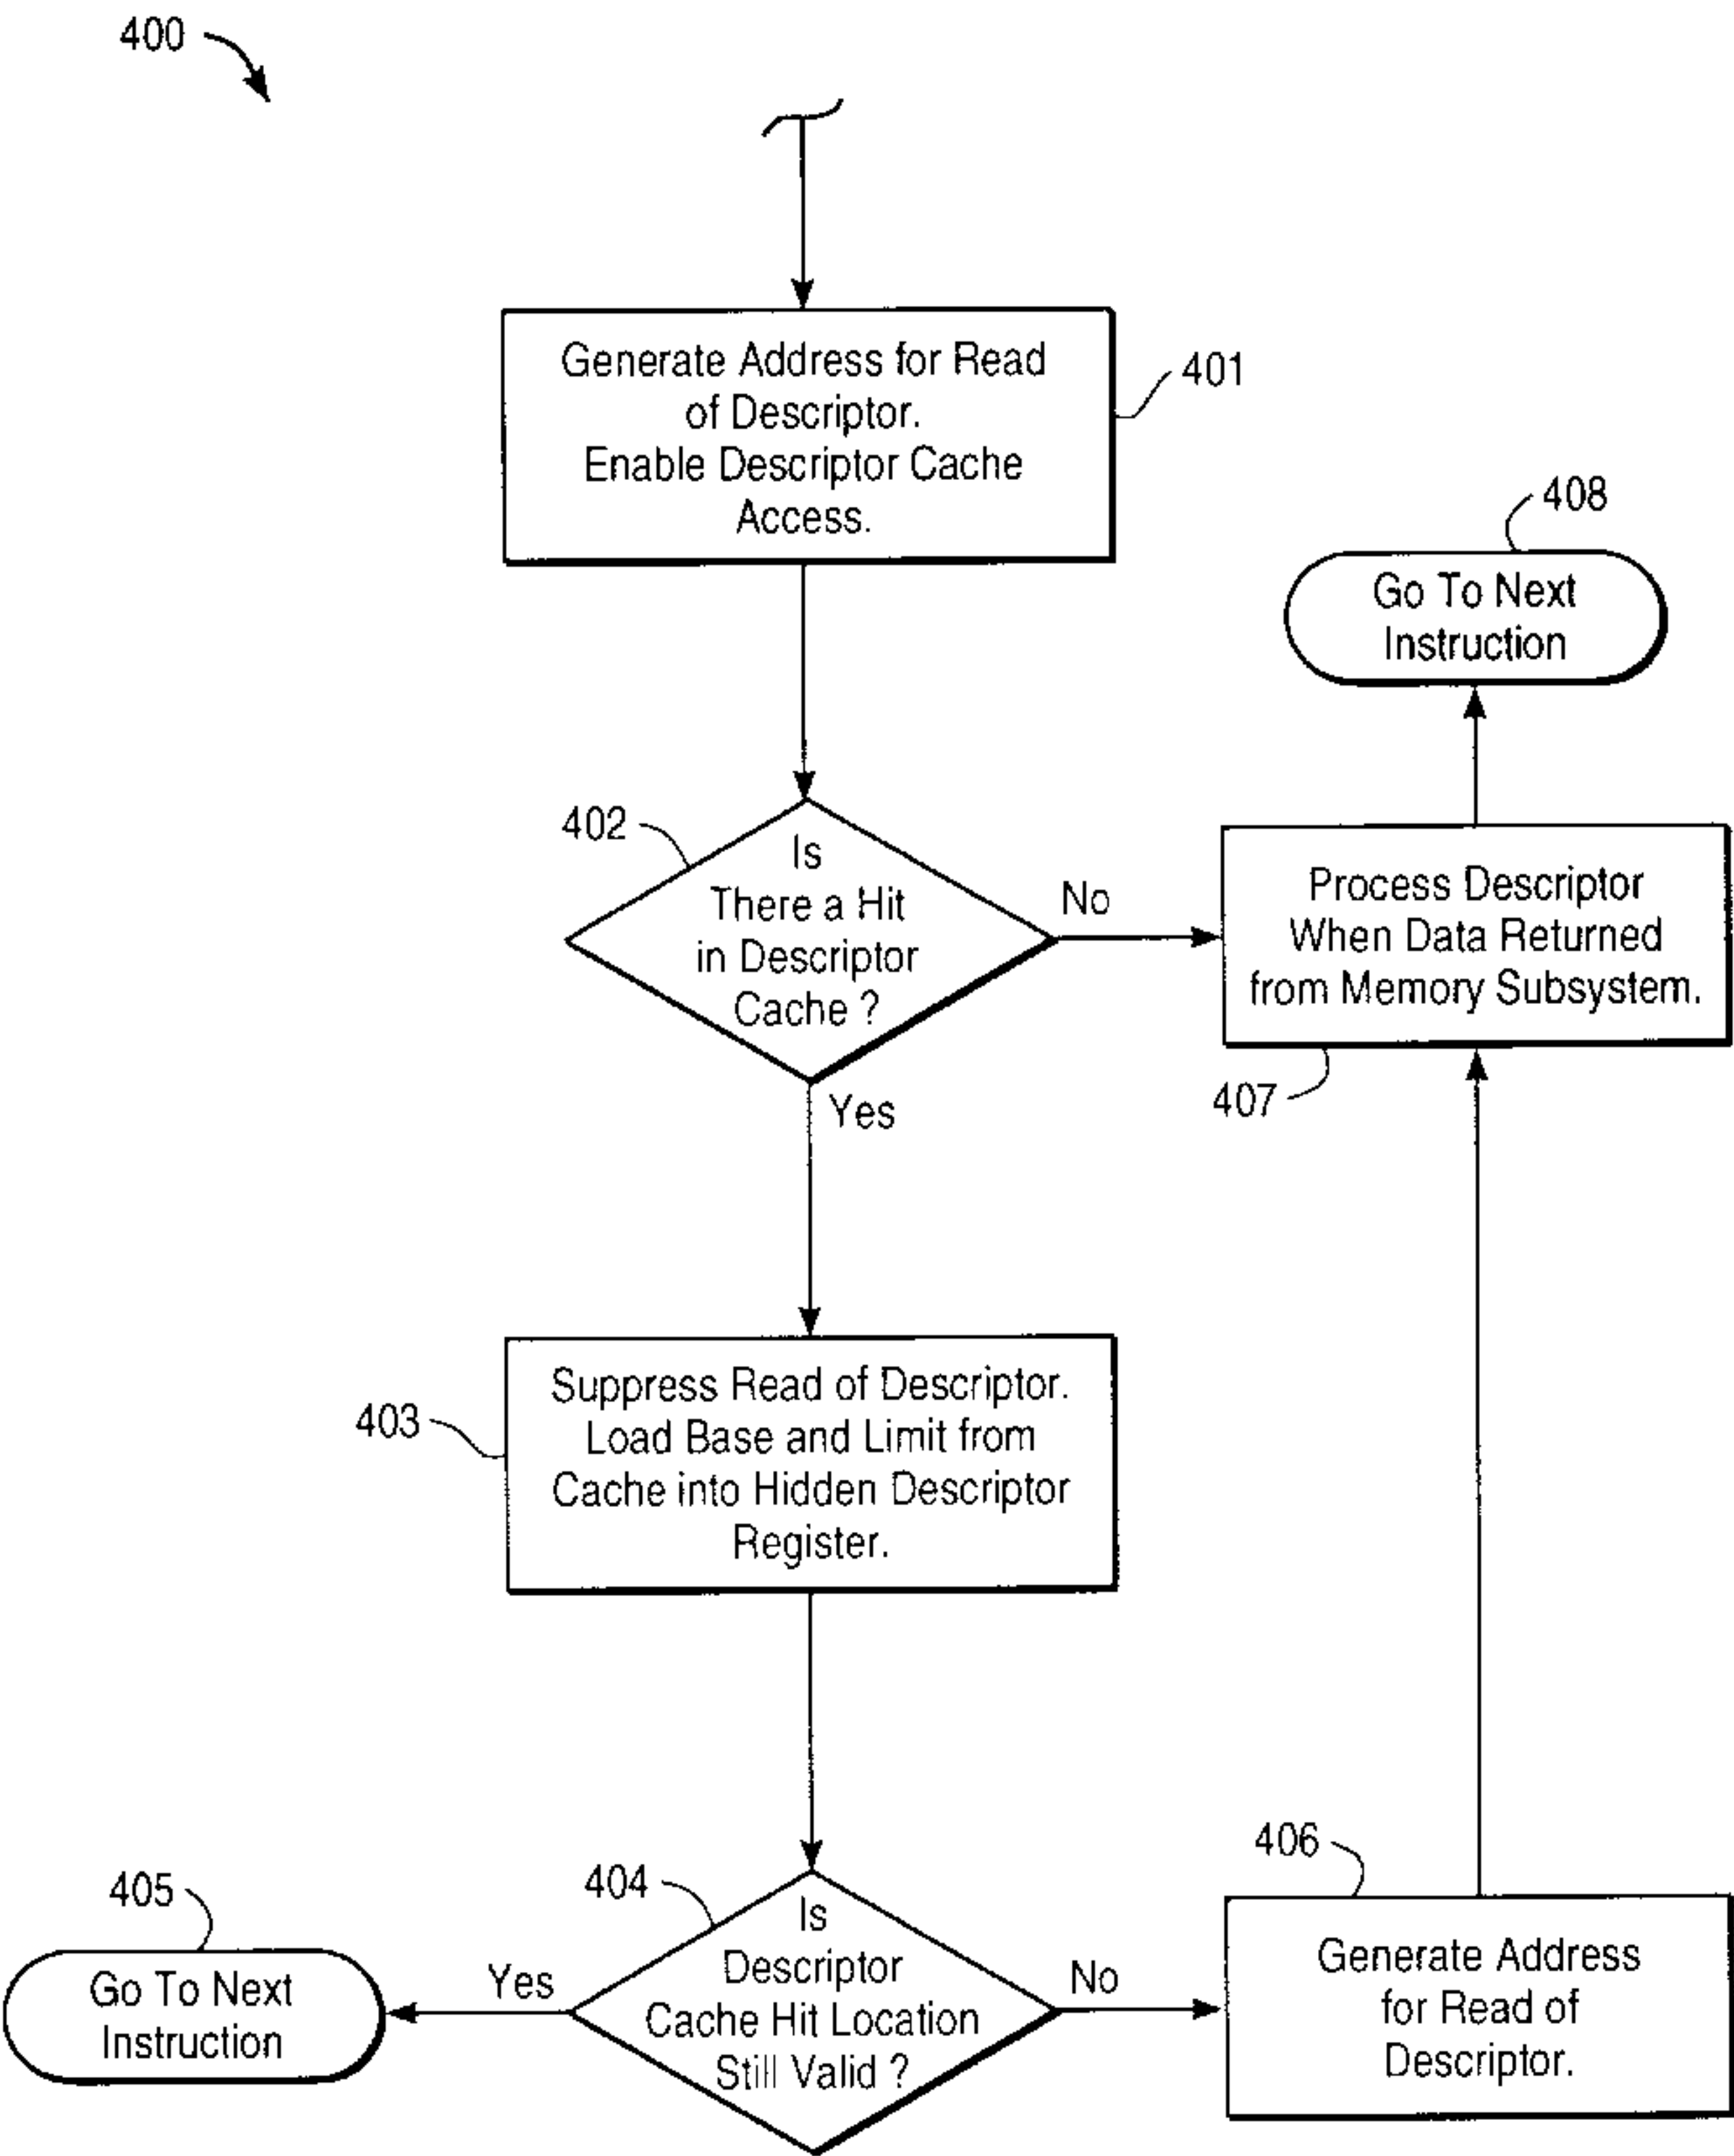 400
Generate Address for Read
of Descriptor.
Enable Descriptor Cache
Access.
401
408
Go To Next
Instruction
402
Is
There a Hit
in Descriptor
Cache ?
No
Yes
Process Descriptor
When Data Returned
from Memory Subsystem.
407
403
Suppress Read of Descriptor.
Load Base and Limit from
Cache into Hidden Descriptor
Register.
404
Is
Descriptor
Cache Hit Location
Still Valid ?
Yes
No
405
Go To Next
Instruction
406
Generate Address
for Read of
Descriptor.